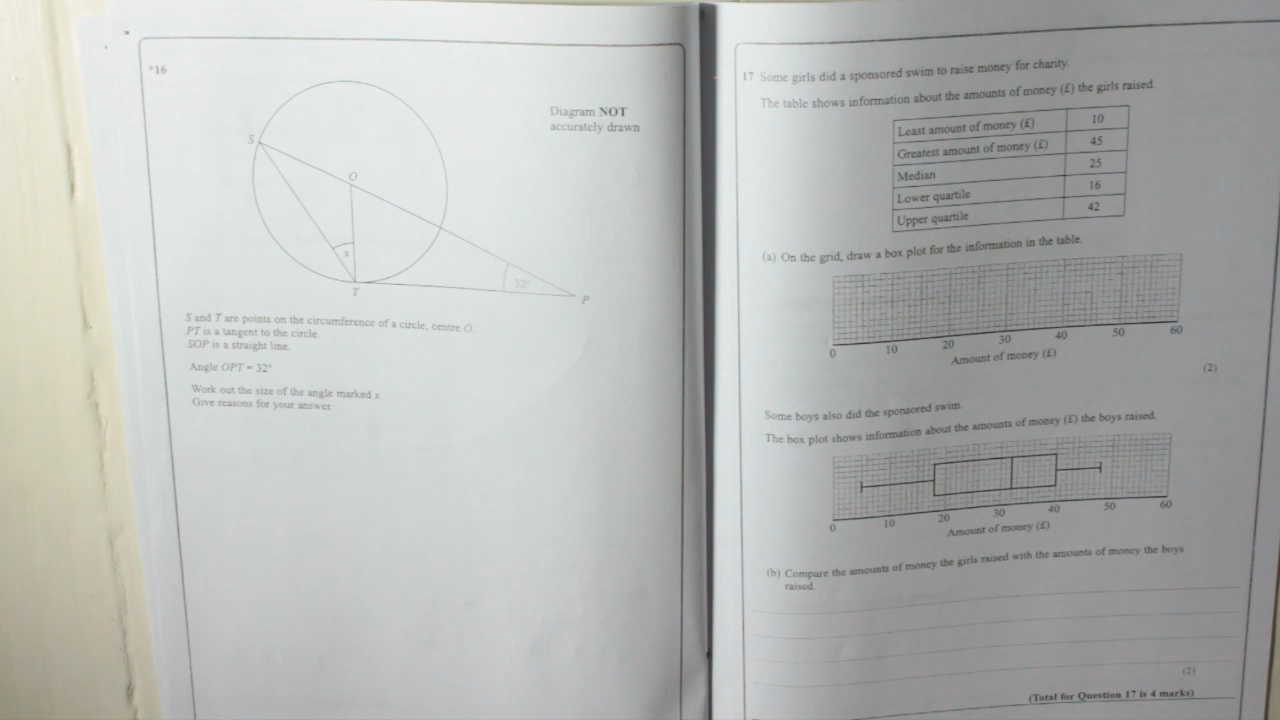 *16
Diagram NOT
accurately drawn
S
O
x
32°
T
P
S and T are points on the circumference of a circle, centre O.
PT is a tangent to the circle.
SOP is a straight line.
Angle OPT = 32°
Work out the size of the angle marked x.
Give reasons for your answer.
17 Some girls did a sponsored swim to raise money for charity.
The table shows information about the amounts of money (£) the girls raised.
Least amount of money (£) 10
Greatest amount of money (£) 45
Median 25
Lower quartile 16
Upper quartile 42
(a) On the grid, draw a box plot for the information in the table.
0 10 20 30 40 50 60
Amount of money (£)
(2)
Some boys also did the sponsored swim.
The box plot shows information about the amounts of money (£) the boys raised.
0 10 20 30 40 50 60
Amount of money (£)
(b) Compare the amounts of money the girls raised with the amounts of money the boys
raised.
(2)
(Total for Question 17 is 4 marks)